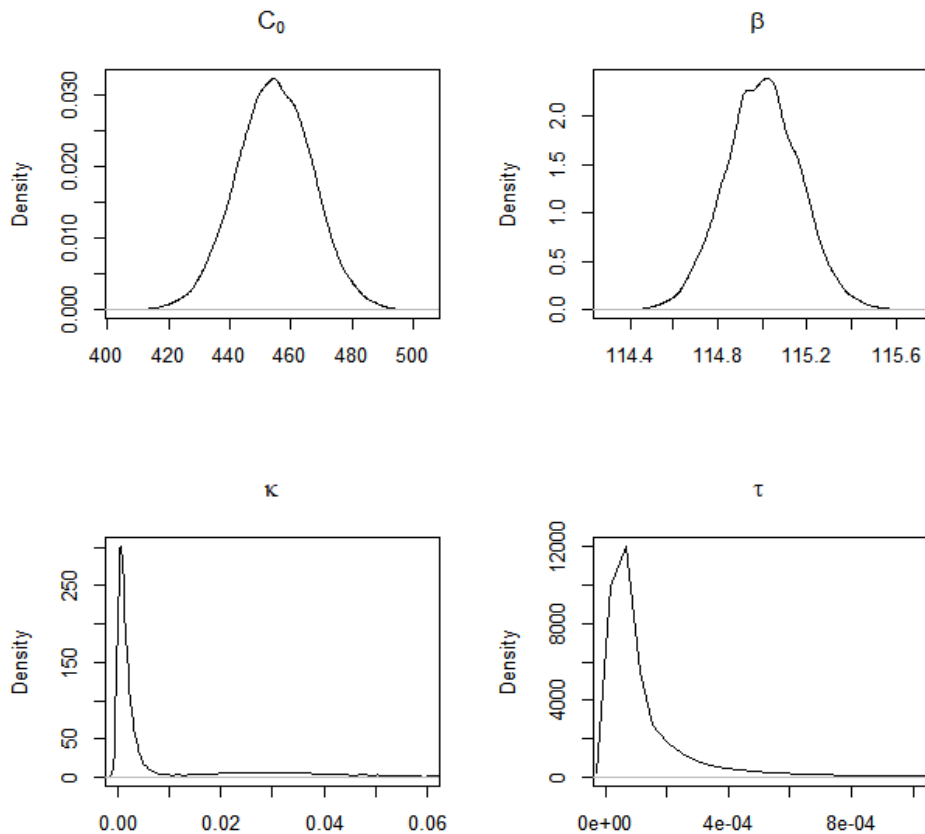 C₀
Density
0.000 0.010 0.020 0.030
400 420 440 460 480 500
β
Density
0.0 0.5 1.0 1.5 2.0
114.4 114.8 115.2 115.6
κ
Density
0 50 150 250
0.00 0.02 0.04 0.06
τ
Density
0 4000 8000 12000
0e+00 4e-04 8e-04